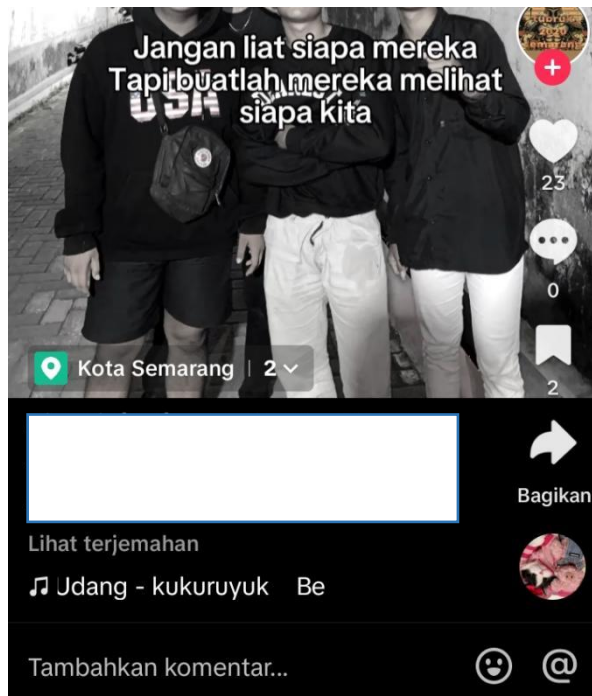 Jangan liat siapa mereka
Tapi buatlah mereka melihat
siapa kita
USA
2020
23
0
Kota Semarang | 2
2
Bagikan
Lihat terjemahan
Udang - kukuruyuk Be
Tambahkan komentar...